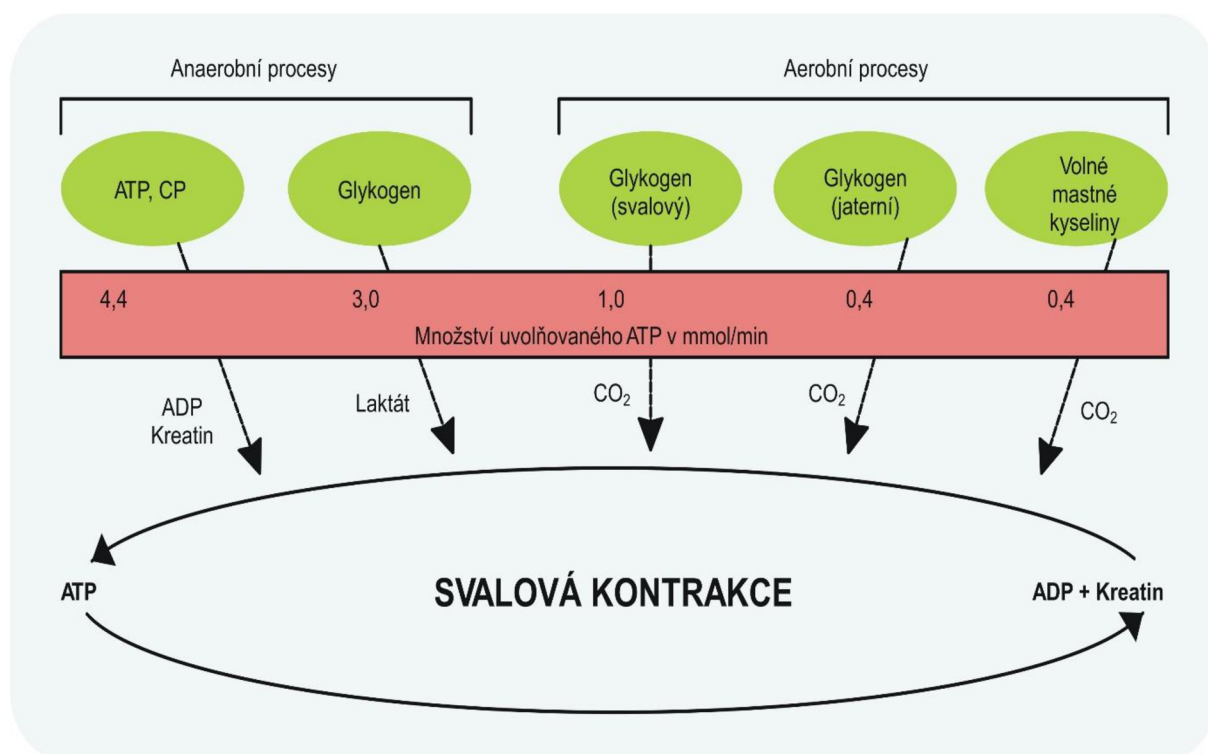 Anaerobní procesy
Aerobní procesy
ATP, CP
Glykogen
Glykogen
(svalový)
Glykogen
(jaterní)
Volné
mastné
kyseliny
4,4
3,0
1,0
0,4
0,4
Množství uvolňovaného ATP v mmol/min
ADP
Kreatin
Laktát
CO₂
CO₂
CO₂
ATP
SVALOVÁ KONTRAKCE
ADP + Kreatin